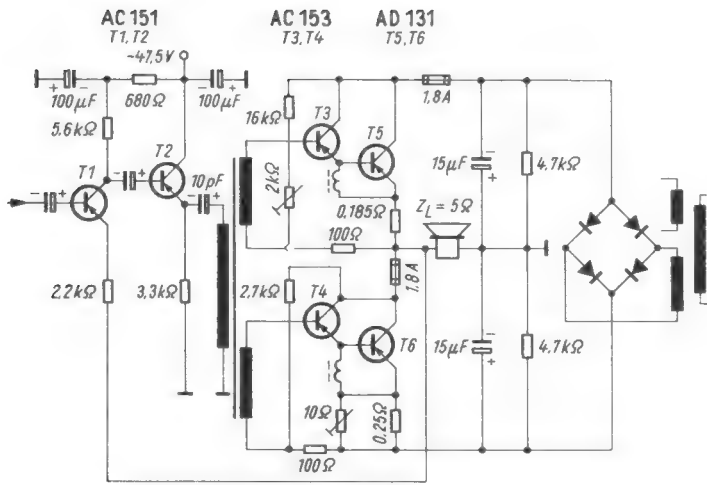 AC 151
T1, T2
AC 153
T3, T4
AD 131
T5, T6
~47,5V
+ -
100µF
680Ω
- +
100µF
1,8A
5,6kΩ
16kΩ
T3
T5
T1
T2
- +
- +
10pF
- +
2kΩ
0,185Ω
Z_L = 5Ω
15µF
-
+
4,7kΩ
100Ω
1,8A
2,2kΩ
3,3kΩ
2,7kΩ
T4
T6
15µF
-
+
4,7kΩ
10Ω
0,25Ω
100Ω